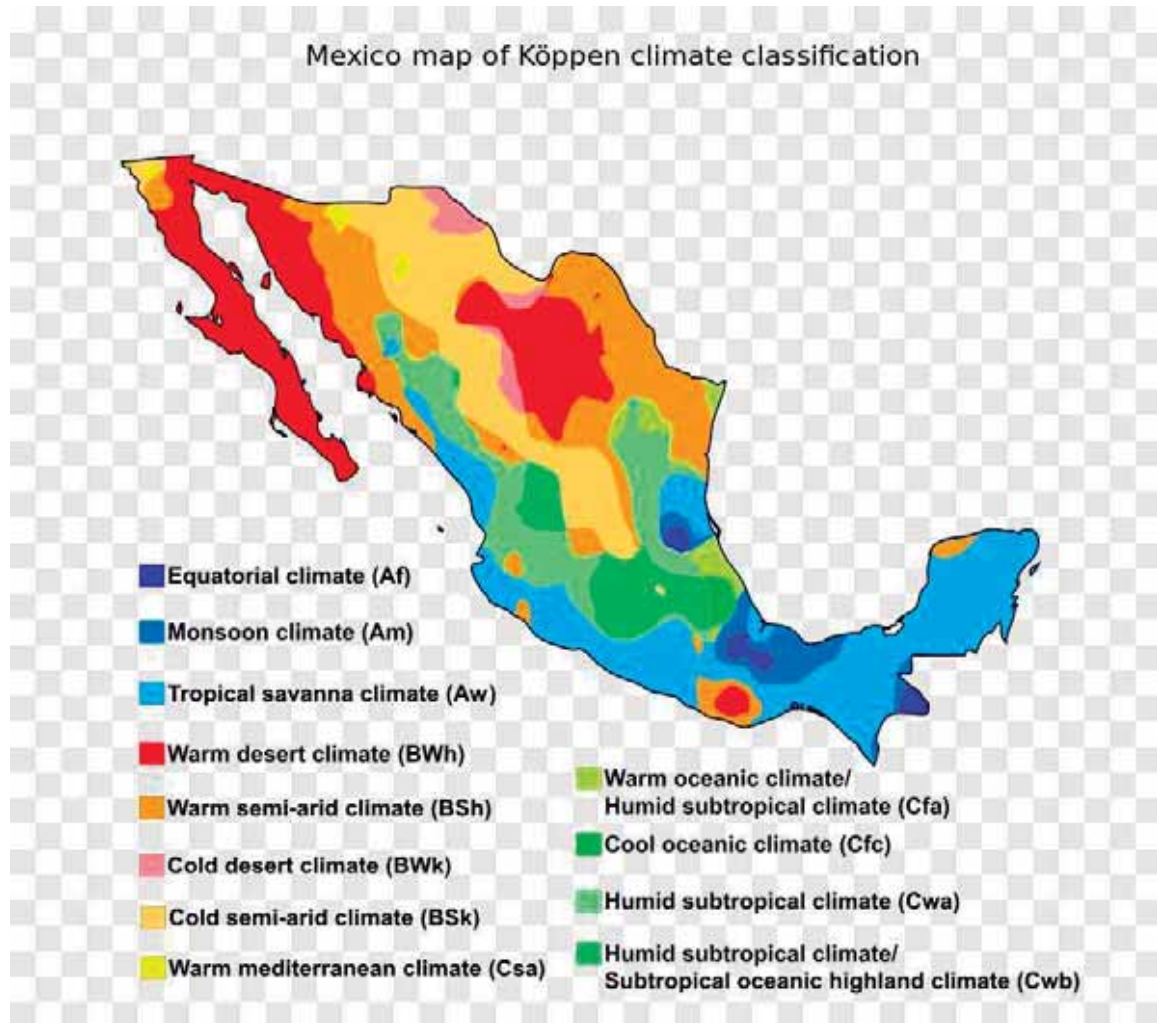 Mexico map of Köppen climate classification
Equatorial climate (Af)
Monsoon climate (Am)
Tropical savanna climate (Aw)
Warm desert climate (BWh)
Warm semi-arid climate (BSh)
Cold desert climate (BWk)
Cold semi-arid climate (BSk)
Warm mediterranean climate (Csa)
Warm oceanic climate/
Humid subtropical climate (Cfa)
Cool oceanic climate (Cfc)
Humid subtropical climate (Cwa)
Humid subtropical climate/
Subtropical oceanic highland climate (Cwb)